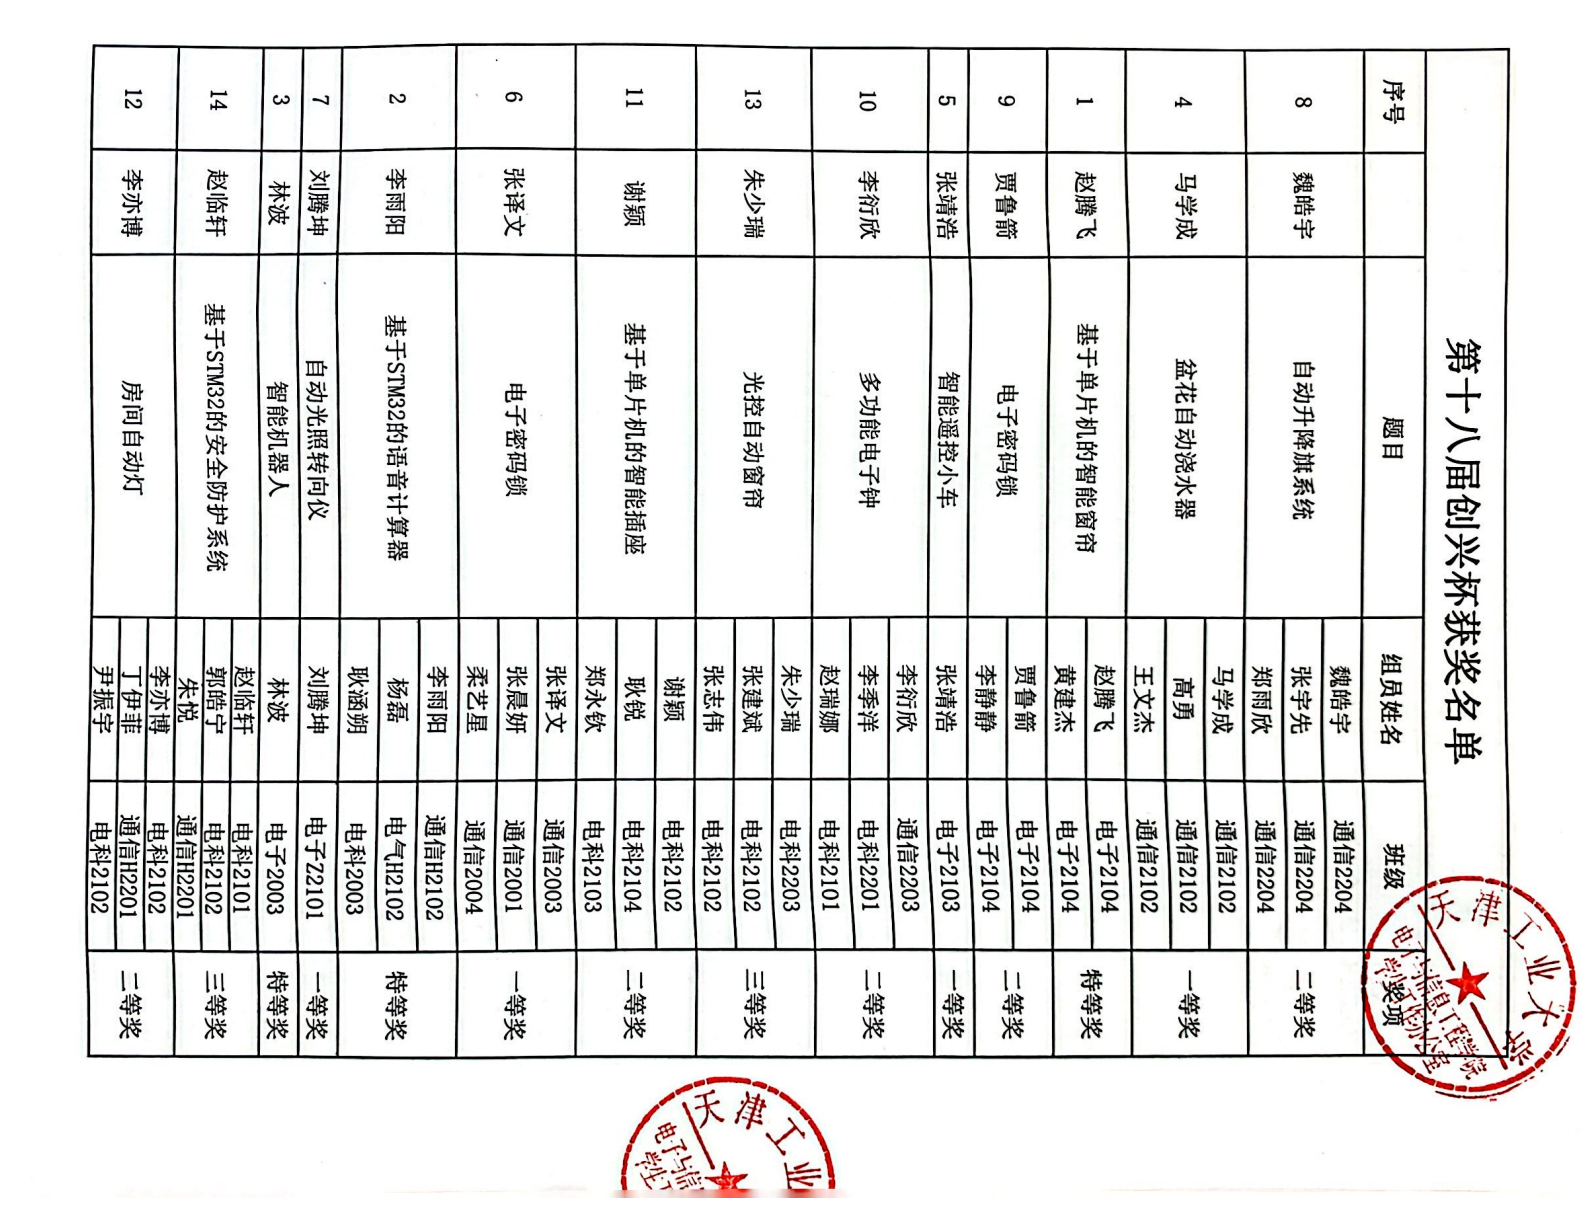 第十八届创兴杯获奖名单
序号 题目 组员姓名 班级 奖项
8 魏皓宇 自动升降旗系统 魏皓宇 通信2204 二等奖
张宇先 通信2204
郑雨欣 通信2204
4 马学成 盆花自动浇水器 马学成 通信2102 一等奖
高勇 通信2102
王文杰 通信2102
1 赵腾飞 基于单片机的智能窗帘 赵腾飞 电子2104 特等奖
黄建杰 电子2104
9 贾鲁箭 电子密码锁 贾鲁箭 电子2104 二等奖
李静静 电子2104
5 张靖浩 智能遥控小车 张靖浩 电子2103 一等奖
10 李衍欣 多功能电子钟 李衍欣 通信2203 二等奖
李季洋 电科2201
赵瑞娜 电科2101
13 朱少瑞 光控自动窗帘 朱少瑞 电科2203 三等奖
张建斌 电科2102
张志伟 电科2102
11 谢颖 基于单片机的智能插座 谢颖 电科2102 二等奖
耿锐 电科2104
郑永钦 电科2103
6 张译文 电子密码锁 张译文 通信2003 一等奖
张晨妍 通信2001
柔艺星 通信2004
2 李雨阳 基于STM32的语音计算器 李雨阳 通信H2102 特等奖
杨磊 电气H2102
耿涵朔 电科2003
7 刘腾坤 自动光照转向仪 刘腾坤 电子Z2101 一等奖
3 林波 智能机器人 林波 电子2003 特等奖
14 赵临轩 基于STM32的安全防护系统 赵临轩 电科2101 三等奖
郭皓宁 电科2102
朱悦 通信H2201
12 李亦博 房间自动灯 李亦博 电科2102 二等奖
丁伊菲 通信H2201
尹振宇 电科2102
天津工业大学
电子与信息工程学院
学生工作办公室
天津工业
电子与信
学生工